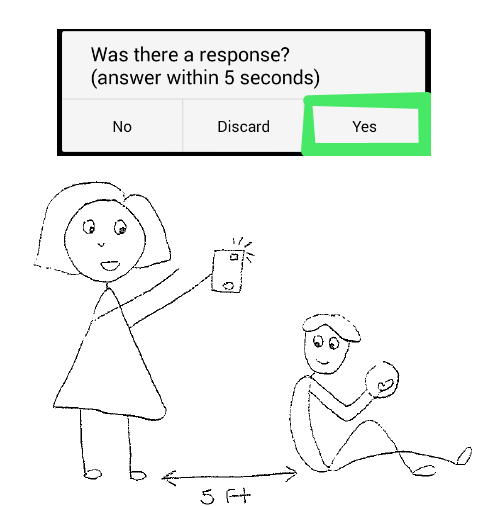 Was there a response?
(answer within 5 seconds)
No Discard Yes
5 Ft